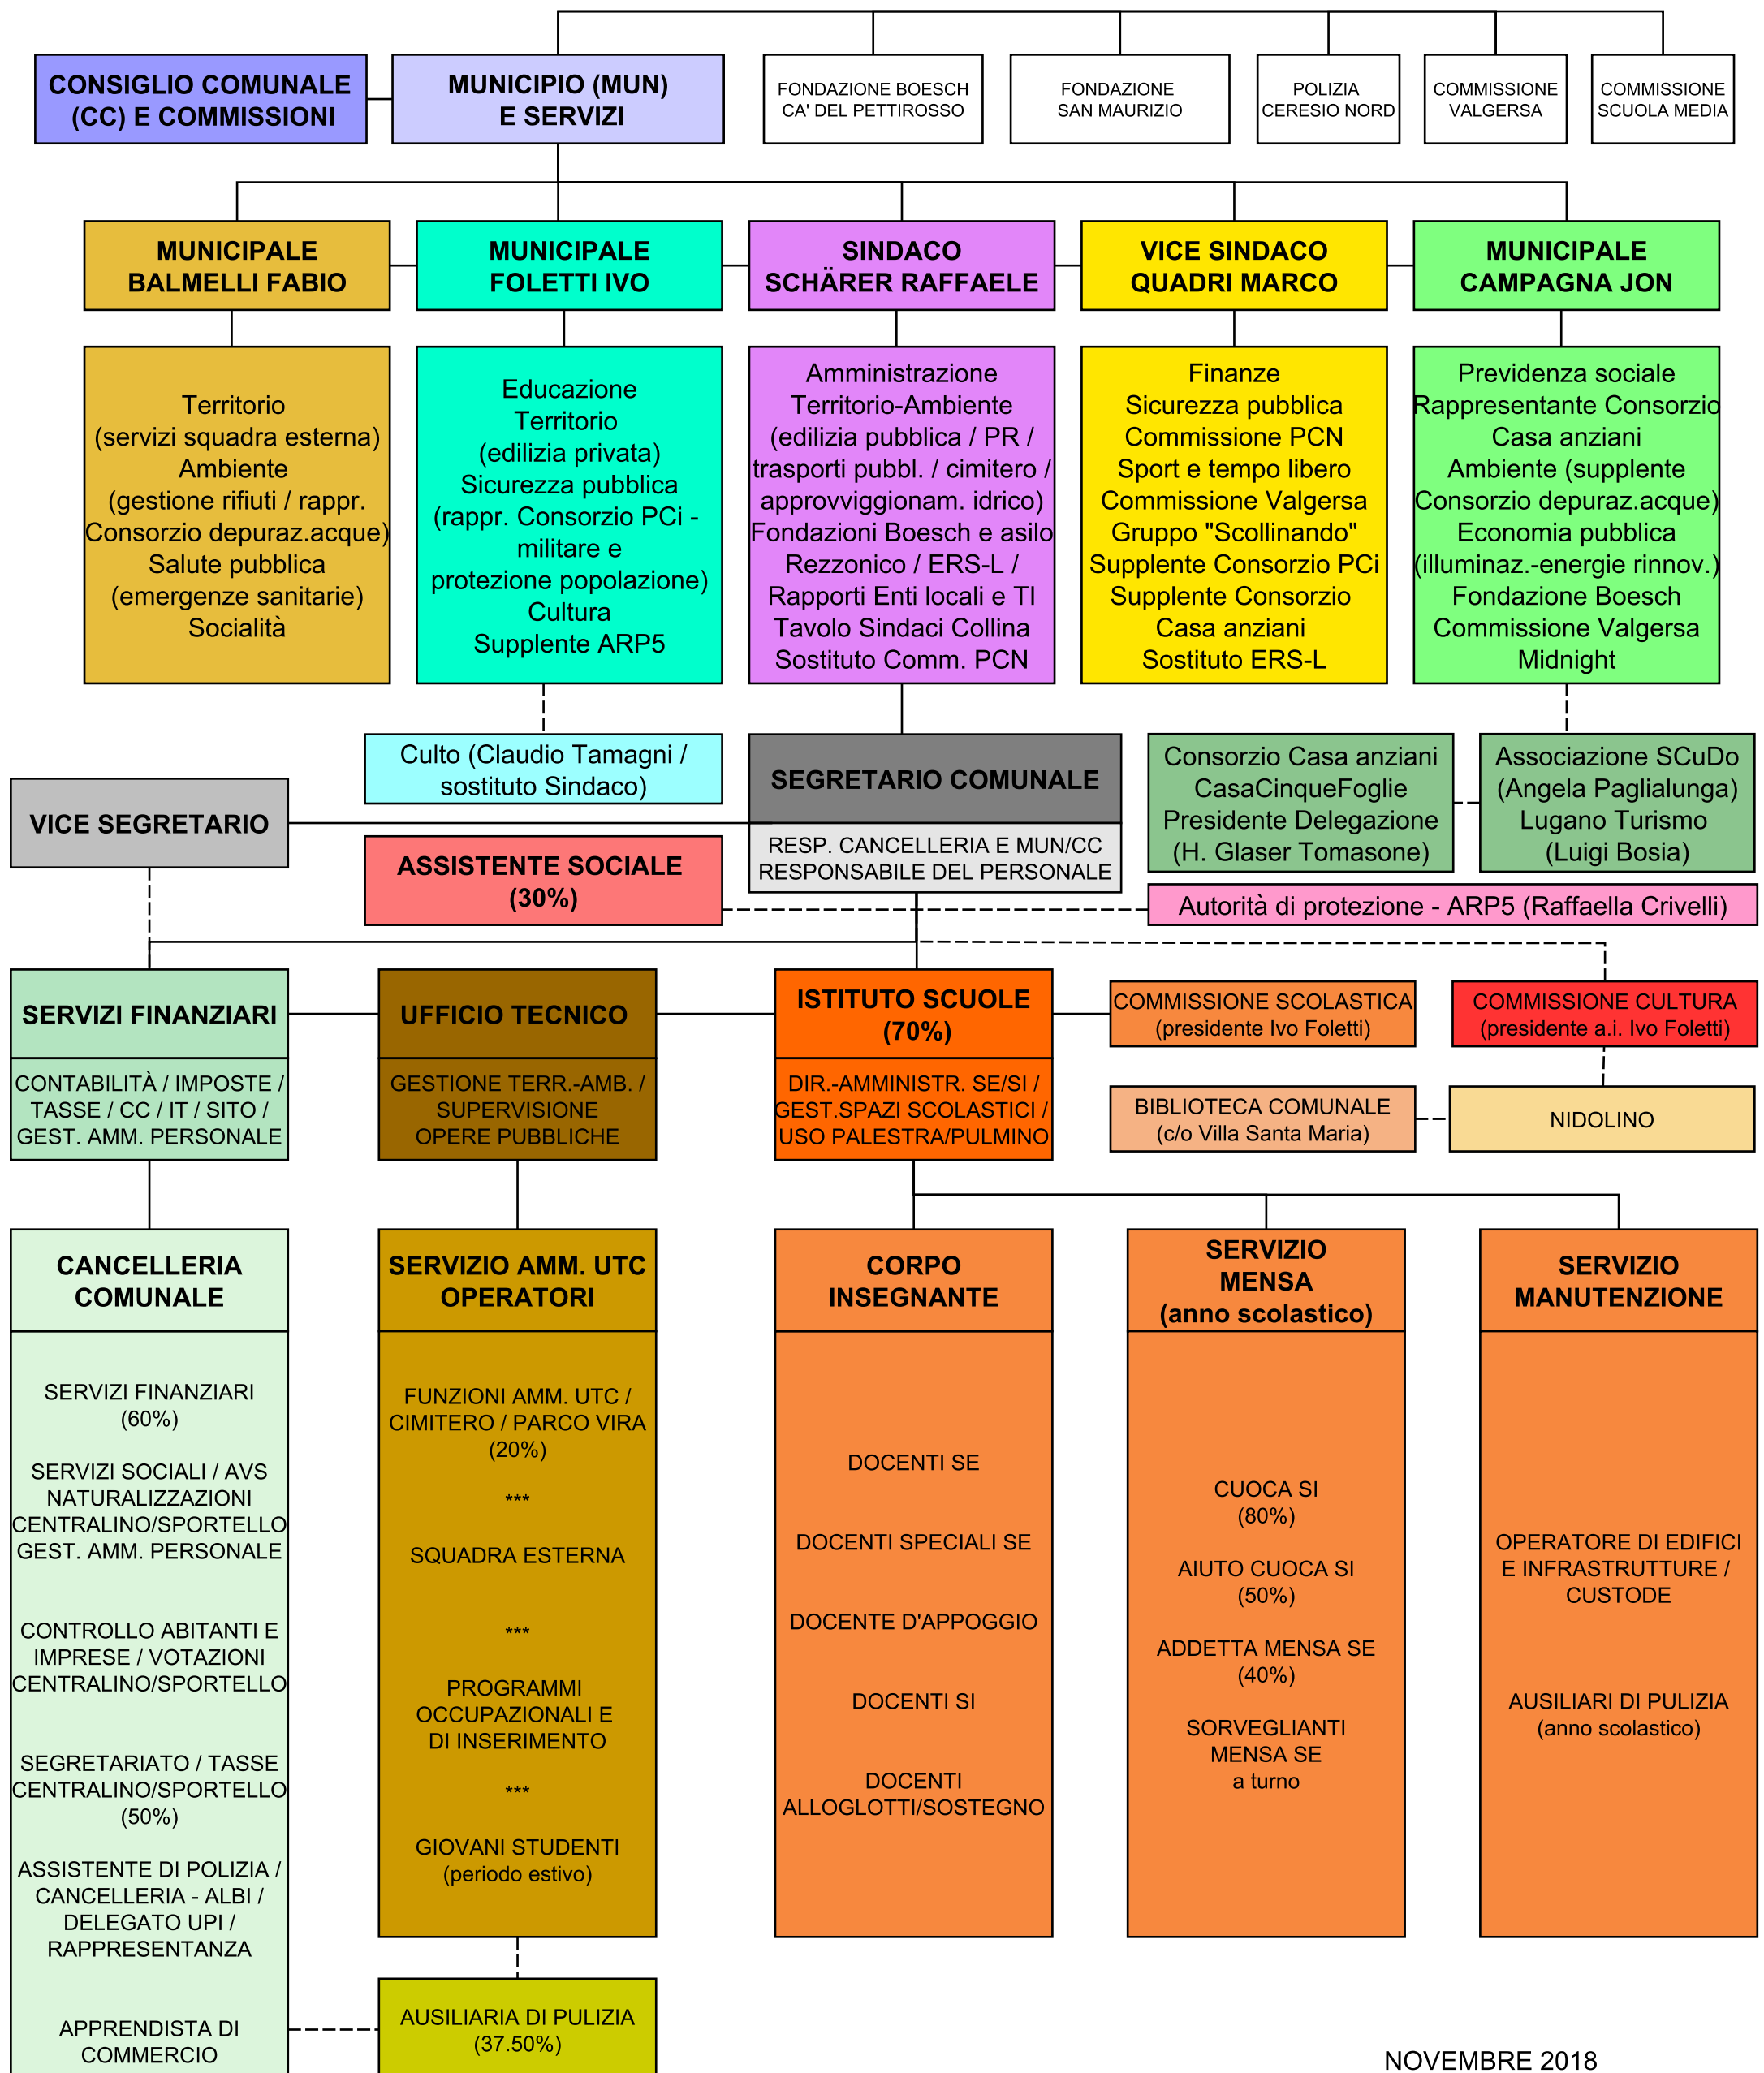 CONSIGLIO COMUNALE
(CC) E COMMISSIONI
MUNICIPIO (MUN)
E SERVIZI
FONDAZIONE BOESCH
CA' DEL PETTIROSSO
FONDAZIONE
SAN MAURIZIO
POLIZIA
CERESIO NORD
COMMISSIONE
VALGERSA
COMMISSIONE
SCUOLA MEDIA
MUNICIPALE
BALMELLI FABIO
MUNICIPALE
FOLETTI IVO
SINDACO
SCHÄRER RAFFAELE
VICE SINDACO
QUADRI MARCO
MUNICIPALE
CAMPAGNA JON
Territorio
(servizi squadra esterna)
Ambiente
(gestione rifiuti / rappr.
Consorzio depuraz.acque)
Salute pubblica
(emergenze sanitarie)
Socialità
Educazione
Territorio
(edilizia privata)
Sicurezza pubblica
(rappr. Consorzio PCi -
militare e
protezione popolazione)
Cultura
Supplente ARP5
Amministrazione
Territorio-Ambiente
(edilizia pubblica / PR /
trasporti pubbl. / cimitero /
approvviggionam. idrico)
Fondazioni Boesch e asilo
Rezzonico / ERS-L /
Rapporti Enti locali e TI
Tavolo Sindaci Collina
Sostituto Comm. PCN
Finanze
Sicurezza pubblica
Commissione PCN
Sport e tempo libero
Commissione Valgersa
Gruppo "Scollinando"
Supplente Consorzio PCi
Supplente Consorzio
Casa anziani
Sostituto ERS-L
Previdenza sociale
Rappresentante Consorzio
Casa anziani
Ambiente (supplente
Consorzio depuraz.acque)
Economia pubblica
(illuminaz.-energie rinnov.)
Fondazione Boesch
Commissione Valgersa
Midnight
Culto (Claudio Tamagni /
sostituto Sindaco)
SEGRETARIO COMUNALE
RESP. CANCELLERIA E MUN/CC
RESPONSABILE DEL PERSONALE
Consorzio Casa anziani
CasaCinqueFoglie
Presidente Delegazione
(H. Glaser Tomasone)
Associazione SCuDo
(Angela Paglialunga)
Lugano Turismo
(Luigi Bosia)
VICE SEGRETARIO
ASSISTENTE SOCIALE
(30%)
Autorità di protezione - ARP5 (Raffaella Crivelli)
SERVIZI FINANZIARI
CONTABILITÀ / IMPOSTE /
TASSE / CC / IT / SITO /
GEST. AMM. PERSONALE
UFFICIO TECNICO
GESTIONE TERR.-AMB. /
SUPERVISIONE
OPERE PUBBLICHE
ISTITUTO SCUOLE
(70%)
DIR.-AMMINISTR. SE/SI /
GEST.SPAZI SCOLASTICI /
USO PALESTRA/PULMINO
COMMISSIONE SCOLASTICA
(presidente Ivo Foletti)
COMMISSIONE CULTURA
(presidente a.i. Ivo Foletti)
BIBLIOTECA COMUNALE
(c/o Villa Santa Maria)
NIDOLINO
CANCELLERIA
COMUNALE
SERVIZI FINANZIARI
(60%)
SERVIZI SOCIALI / AVS
NATURALIZZAZIONI
CENTRALINO/SPORTELLO
GEST. AMM. PERSONALE
CONTROLLO ABITANTI E
IMPRESE / VOTAZIONI
CENTRALINO/SPORTELLO
SEGRETARIATO / TASSE
CENTRALINO/SPORTELLO
(50%)
ASSISTENTE DI POLIZIA /
CANCELLERIA - ALBI /
DELEGATO UPI /
RAPPRESENTANZA
APPRENDISTA DI
COMMERCIO
SERVIZIO AMM. UTC
OPERATORI
FUNZIONI AMM. UTC /
CIMITERO / PARCO VIRA
(20%)
***
SQUADRA ESTERNA
***
PROGRAMMI
OCCUPAZIONALI E
DI INSERIMENTO
***
GIOVANI STUDENTI
(periodo estivo)
AUSILIARIA DI PULIZIA
(37.50%)
CORPO
INSEGNANTE
DOCENTI SE
DOCENTI SPECIALI SE
DOCENTE D'APPOGGIO
DOCENTI SI
DOCENTI
ALLOGLOTTI/SOSTEGNO
SERVIZIO
MENSA
(anno scolastico)
CUOCA SI
(80%)
AIUTO CUOCA SI
(50%)
ADDETTA MENSA SE
(40%)
SORVEGLIANTI
MENSA SE
a turno
SERVIZIO
MANUTENZIONE
OPERATORE DI EDIFICI
E INFRASTRUTTURE /
CUSTODE
AUSILIARI DI PULIZIA
(anno scolastico)
NOVEMBRE 2018